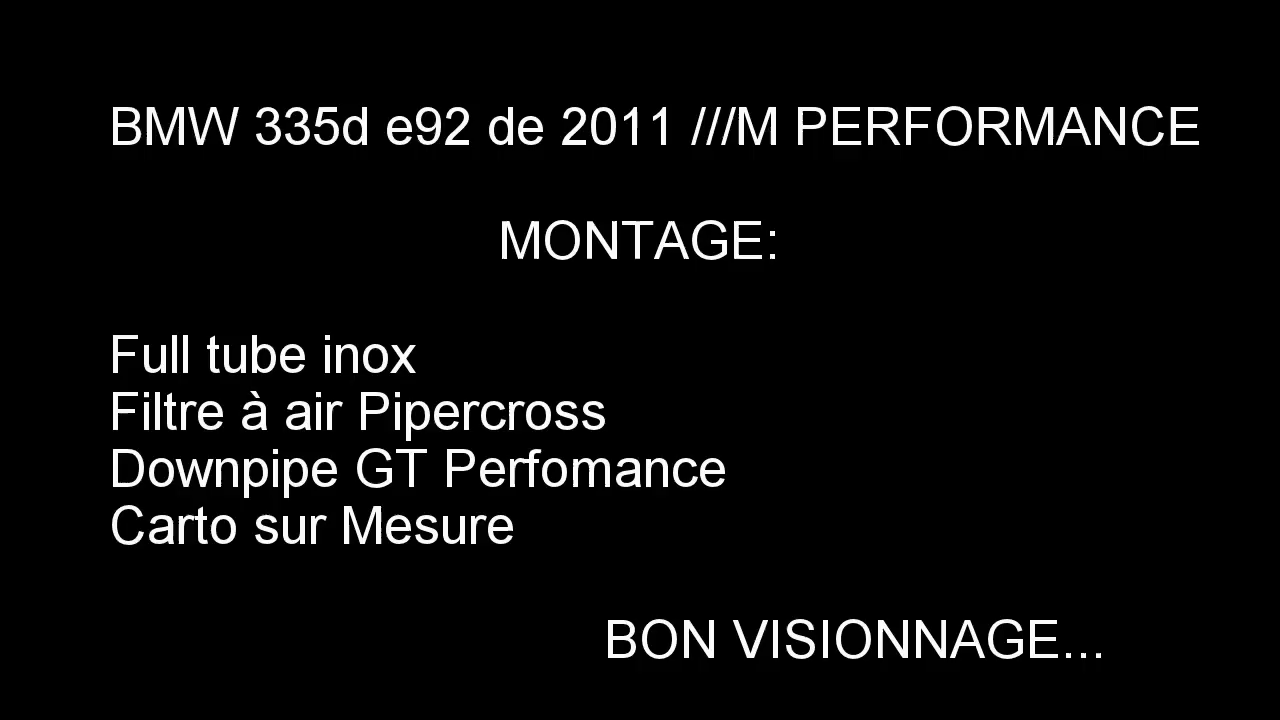 BMW 335d e92 de 2011 ///M PERFORMANCE
MONTAGE:
Full tube inox
Filtre à air Pipercross
Downpipe GT Perfomance
Carto sur Mesure
BON VISIONNAGE...